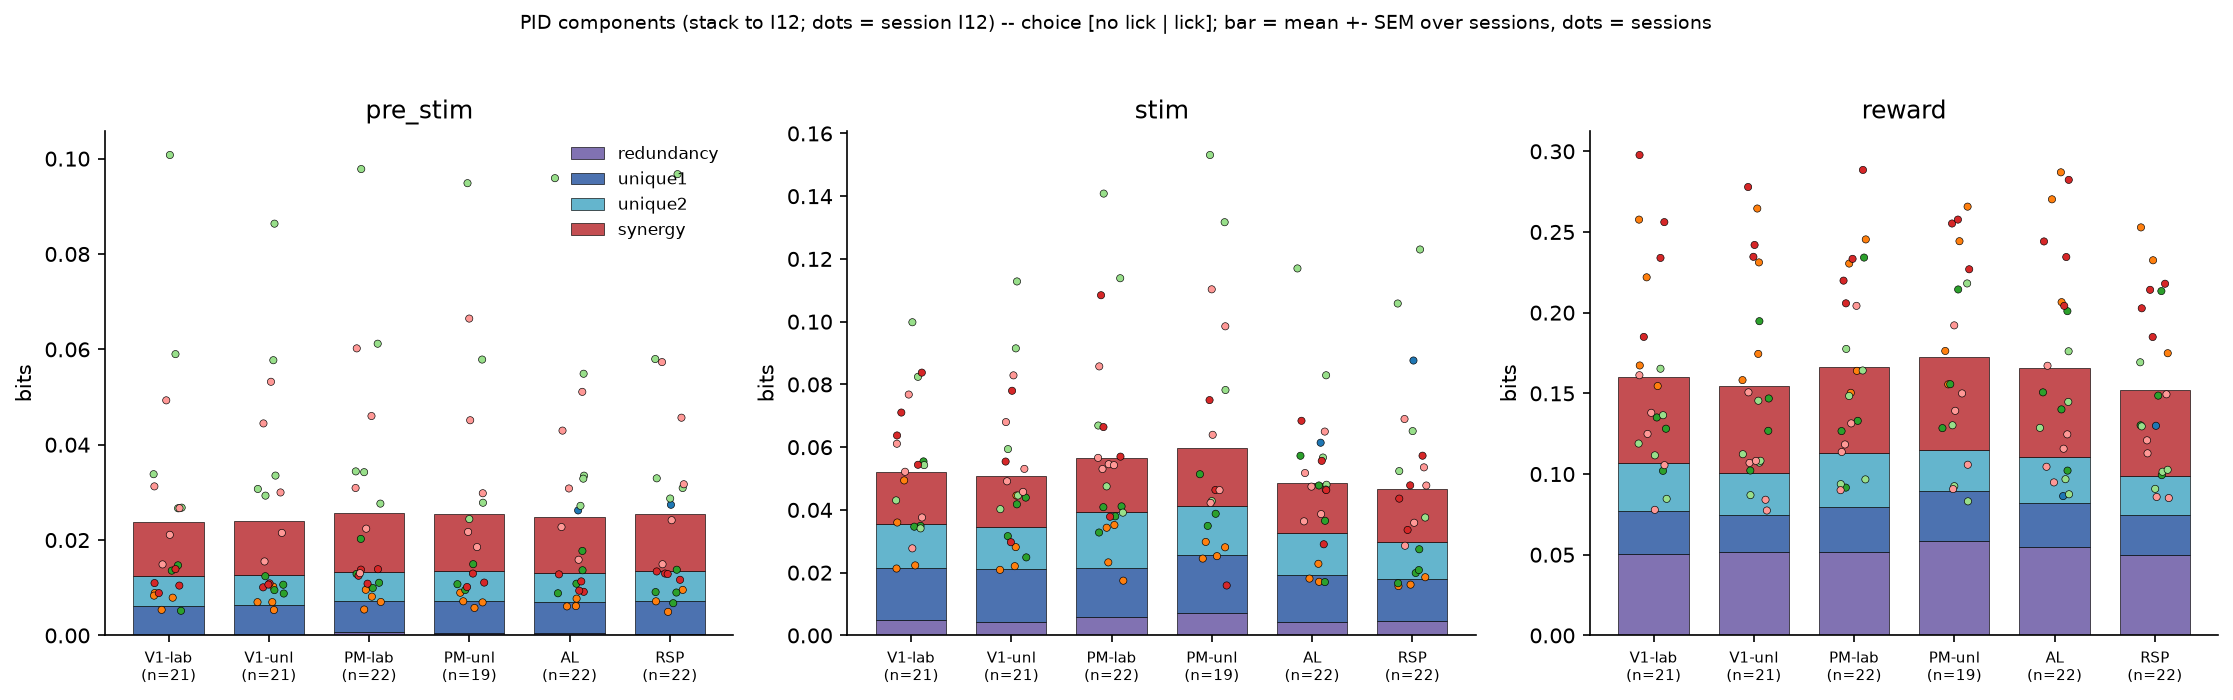 PID components (stack to I12; dots = session I12) -- choice [no lick | lick]; bar = mean +- SEM over sessions, dots = sessions
pre_stim
bits
0.10
0.08
0.06
0.04
0.02
0.00
redundancy
unique1
unique2
synergy
V1-lab
(n=21)
V1-unl
(n=21)
PM-lab
(n=22)
PM-unl
(n=19)
AL
(n=22)
RSP
(n=22)
stim
bits
0.16
0.14
0.12
0.10
0.08
0.06
0.04
0.02
0.00
V1-lab
(n=21)
V1-unl
(n=21)
PM-lab
(n=22)
PM-unl
(n=19)
AL
(n=22)
RSP
(n=22)
reward
bits
0.30
0.25
0.20
0.15
0.10
0.05
0.00
V1-lab
(n=21)
V1-unl
(n=21)
PM-lab
(n=22)
PM-unl
(n=19)
AL
(n=22)
RSP
(n=22)